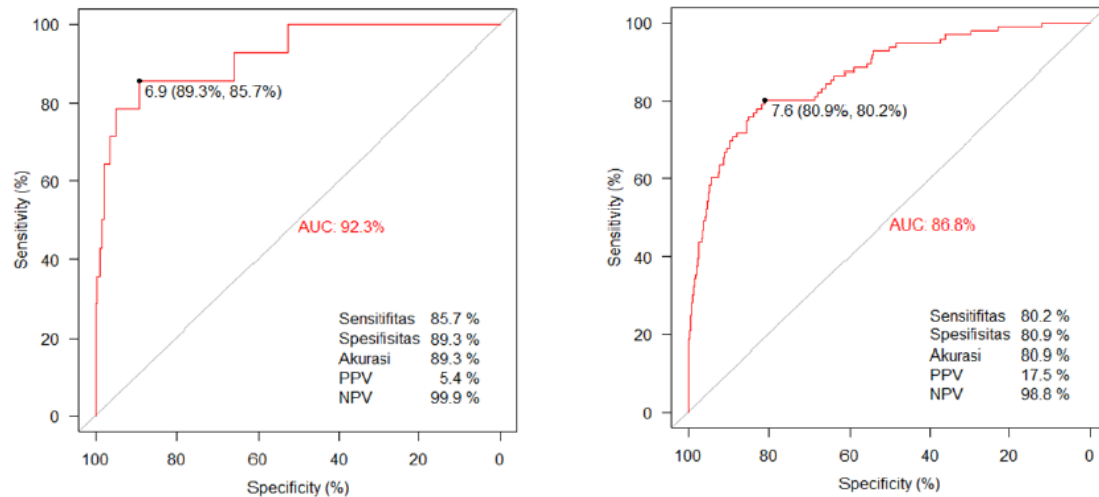 100
80
60
40
20
0
Sensitivity (%)
6.9 (89.3%, 85.7%)
AUC: 92.3%
Sensitifitas 85.7 %
Spesifisitas 89.3 %
Akurasi 89.3 %
PPV 5.4 %
NPV 99.9 %
100 80 60 40 20 0
Specificity (%)
100
80
60
40
20
0
Sensitivity (%)
7.6 (80.9%, 80.2%)
AUC: 86.8%
Sensitifitas 80.2 %
Spesifisitas 80.9 %
Akurasi 80.9 %
PPV 17.5 %
NPV 98.8 %
100 80 60 40 20 0
Specificity (%)